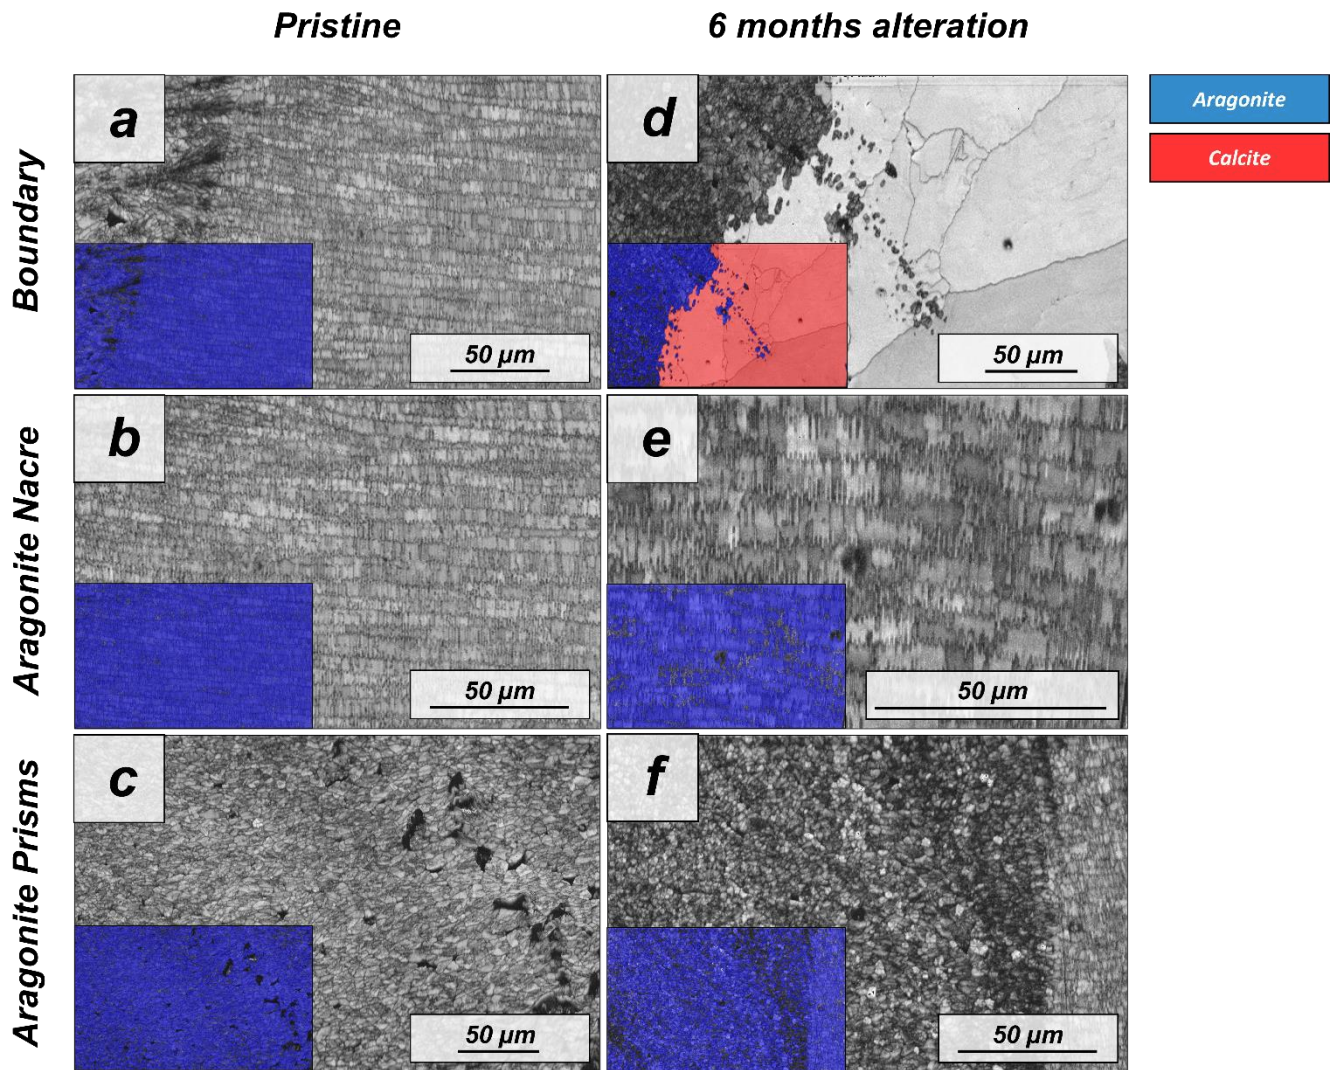 Pristine
6 months alteration
Boundary
a
50 µm
d
50 µm
Aragonite
Calcite
Aragonite Nacre
b
50 µm
e
50 µm
Aragonite Prisms
c
50 µm
f
50 µm